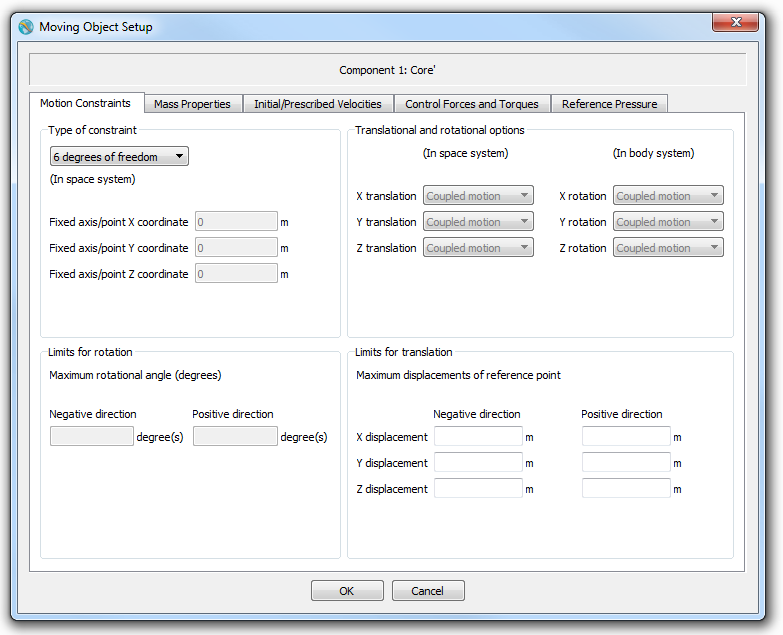 Moving Object Setup
Component 1: Core'
Motion Constraints Mass Properties Initial/Prescribed Velocities Control Forces and Torques Reference Pressure
Type of constraint
6 degrees of freedom
(In space system)
Fixed axis/point X coordinate 0 m
Fixed axis/point Y coordinate 0 m
Fixed axis/point Z coordinate 0 m
Translational and rotational options
(In space system) (In body system)
X translation Coupled motion X rotation Coupled motion
Y translation Coupled motion Y rotation Coupled motion
Z translation Coupled motion Z rotation Coupled motion
Limits for rotation
Maximum rotational angle (degrees)
Negative direction Positive direction
degree(s) degree(s)
Limits for translation
Maximum displacements of reference point
Negative direction Positive direction
X displacement m m
Y displacement m m
Z displacement m m
OK Cancel